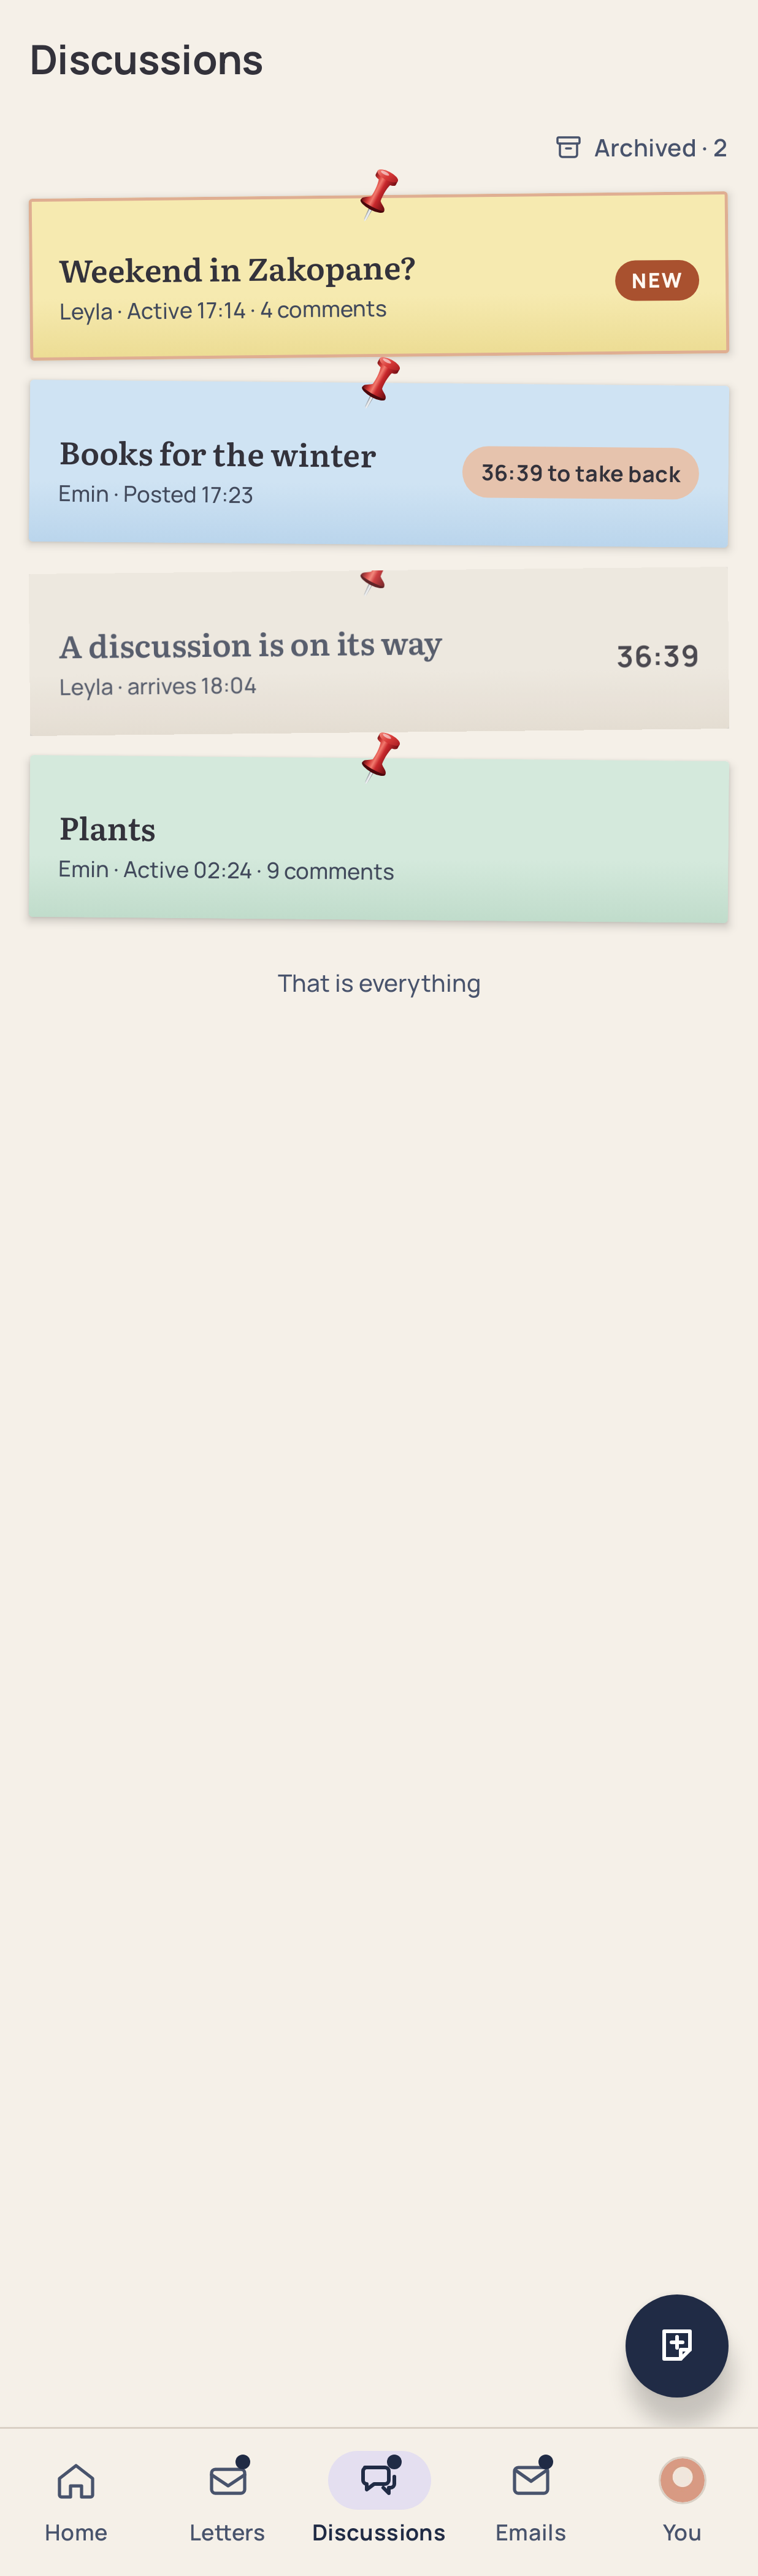 Discussions
Archived · 2
Weekend in Zakopane?
Leyla · Active 17:14 · 4 comments
NEW
Books for the winter
Emin · Posted 17:23
36:39 to take back
A discussion is on its way
Leyla · arrives 18:04
36:39
Plants
Emin · Active 02:24 · 9 comments
That is everything
Home
Letters
Discussions
Emails
You